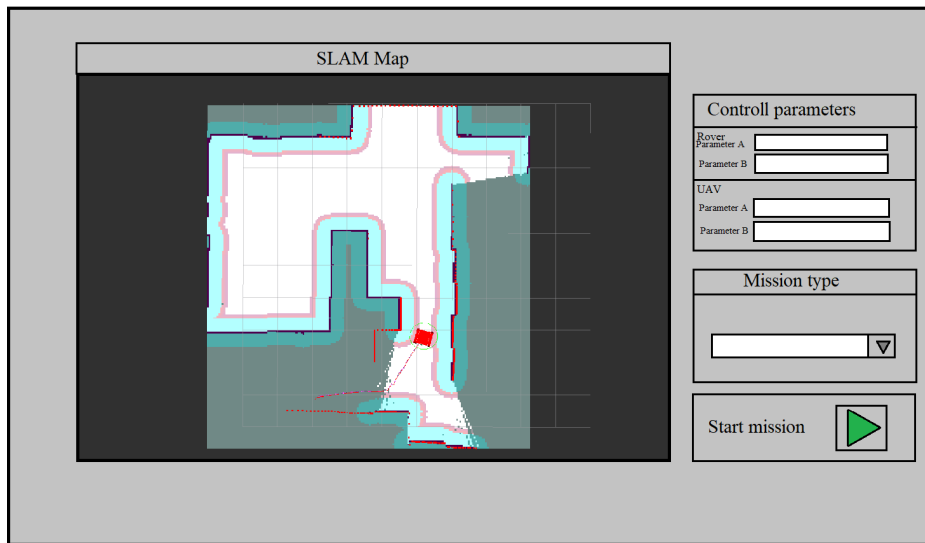 SLAM Map
Controll parameters
Rover
Parameter A
Parameter B
UAV
Parameter A
Parameter B
Mission type
Start mission